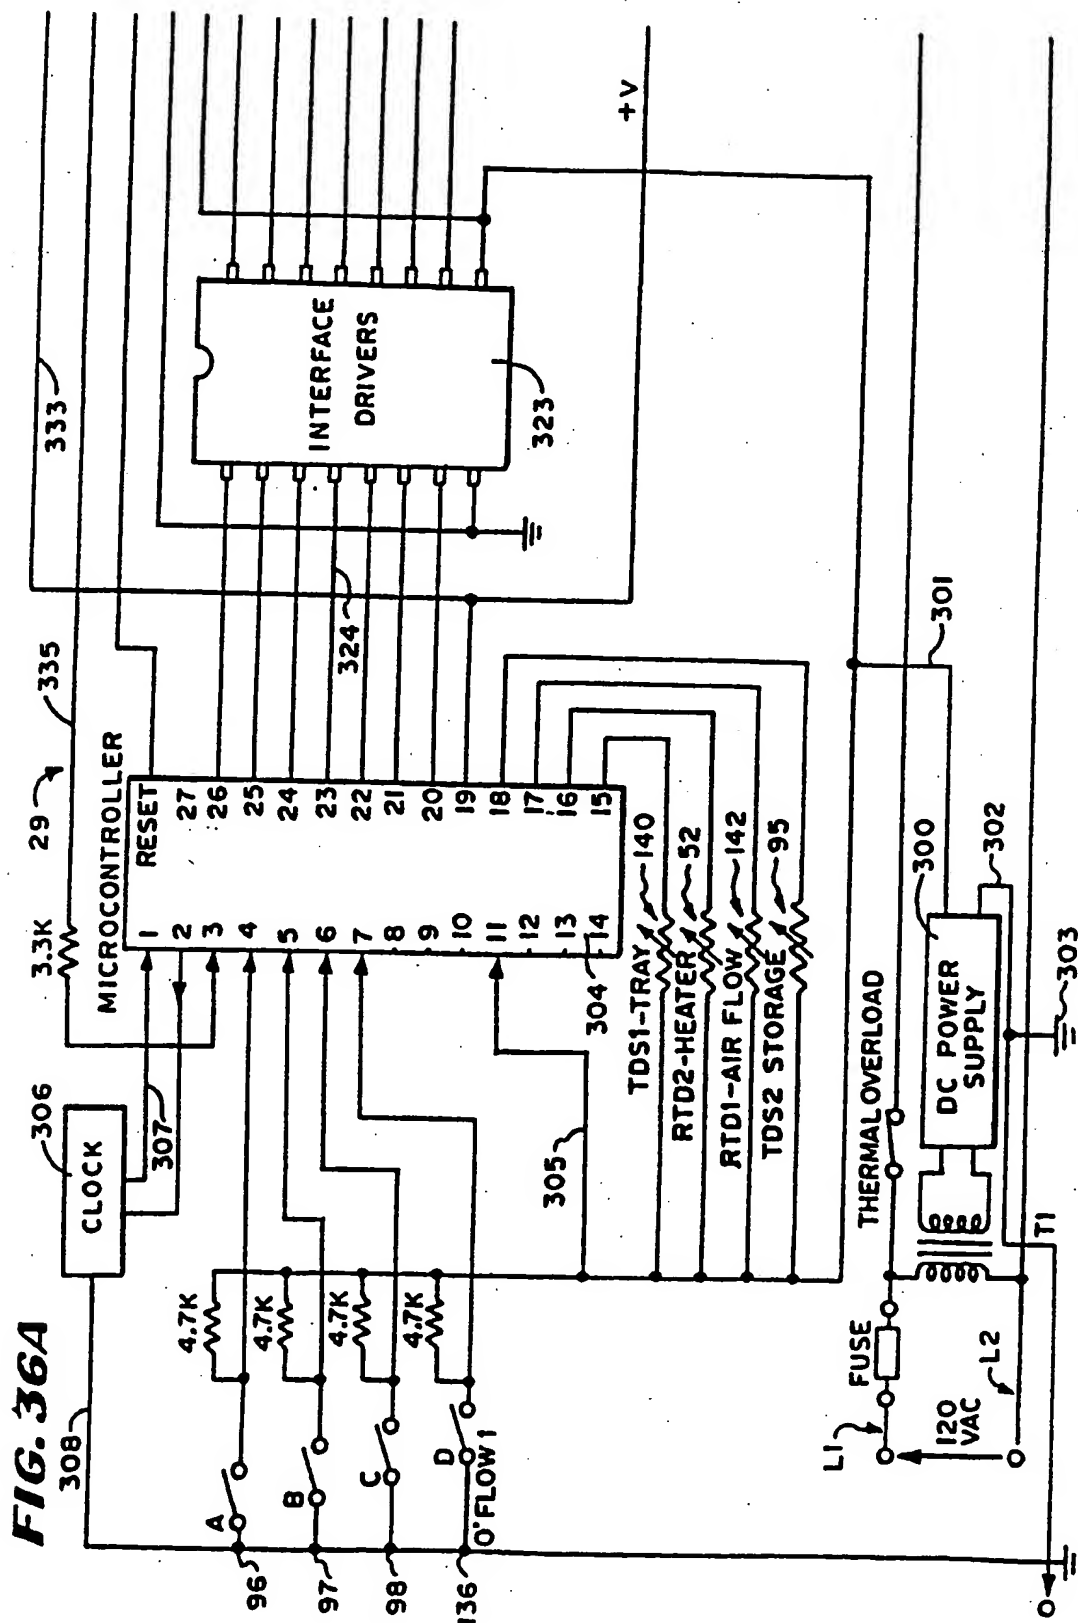 FIG. 36A
308
306
CLOCK
307
3.3K
29
335
333
MICROCONTROLLER
RESET
1
2
3
4
5
6
7
8
9
10
11
12
13
14
27
26
25
24
23
22
21
20
19
18
17
16
15
304
324
INTERFACE
DRIVERS
323
+V
4.7K
4.7K
4.7K
4.7K
A
B
C
D
O'FLOW 1
96
97
98
136
305
TDS1-TRAY
140
RTD2-HEATER
52
RTD1-AIR FLOW
142
TDS2 STORAGE
95
THERMAL OVERLOAD
301
300
302
DC POWER
SUPPLY
303
T1
FUSE
L1
120
VAC
L2
O